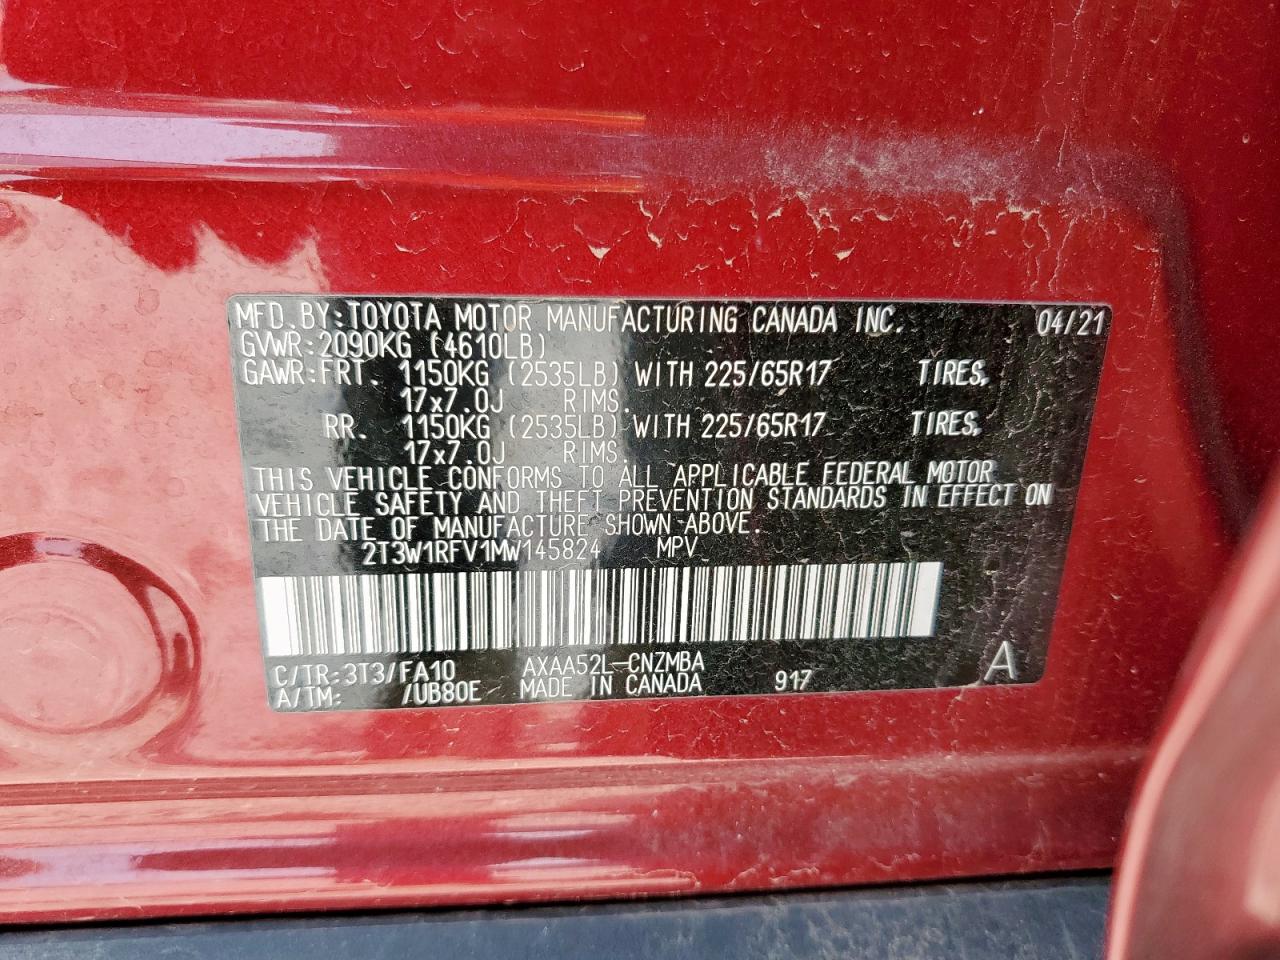 MFD. BY: TOYOTA MOTOR MANUFACTURING CANADA INC. 04/21
GVWR: 2090KG (4610LB)
GAWR: FRT. 1150KG (2535LB) WITH 225/65R17 TIRES,
17x7.0J RIMS.
RR. 1150KG (2535LB) WITH 225/65R17 TIRES,
17x7.0J RIMS.
THIS VEHICLE CONFORMS TO ALL APPLICABLE FEDERAL MOTOR
VEHICLE SAFETY AND THEFT PREVENTION STANDARDS IN EFFECT ON
THE DATE OF MANUFACTURE SHOWN ABOVE.
2T3W1RFV1MW145824 MPV
C/TR: 3T3/FA10 AXAA52L-CNZMBA
A/TM: /UB80E MADE IN CANADA 917 A